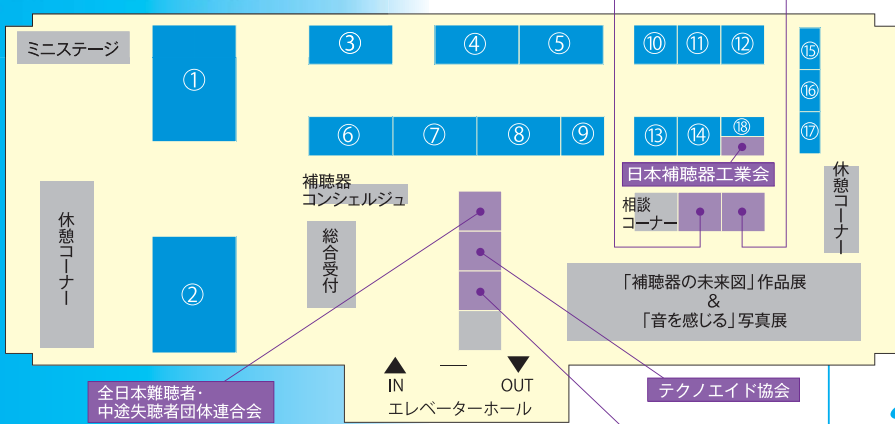 ミニステージ
①
③
④
⑤
⑩
⑪
⑫
⑮
⑯
⑰
⑥
⑦
⑧
⑨
⑬
⑭
⑱
日本補聴器工業会
補聴器
コンシェルジュ
相談
コーナー
休憩コーナー
休憩コーナー
総合受付
②
「補聴器の未来図」作品展
&
「音を感じる」写真展
全日本難聴者・
中途失聴者団体連合会
IN
OUT
エレベーターホール
テクノエイド協会